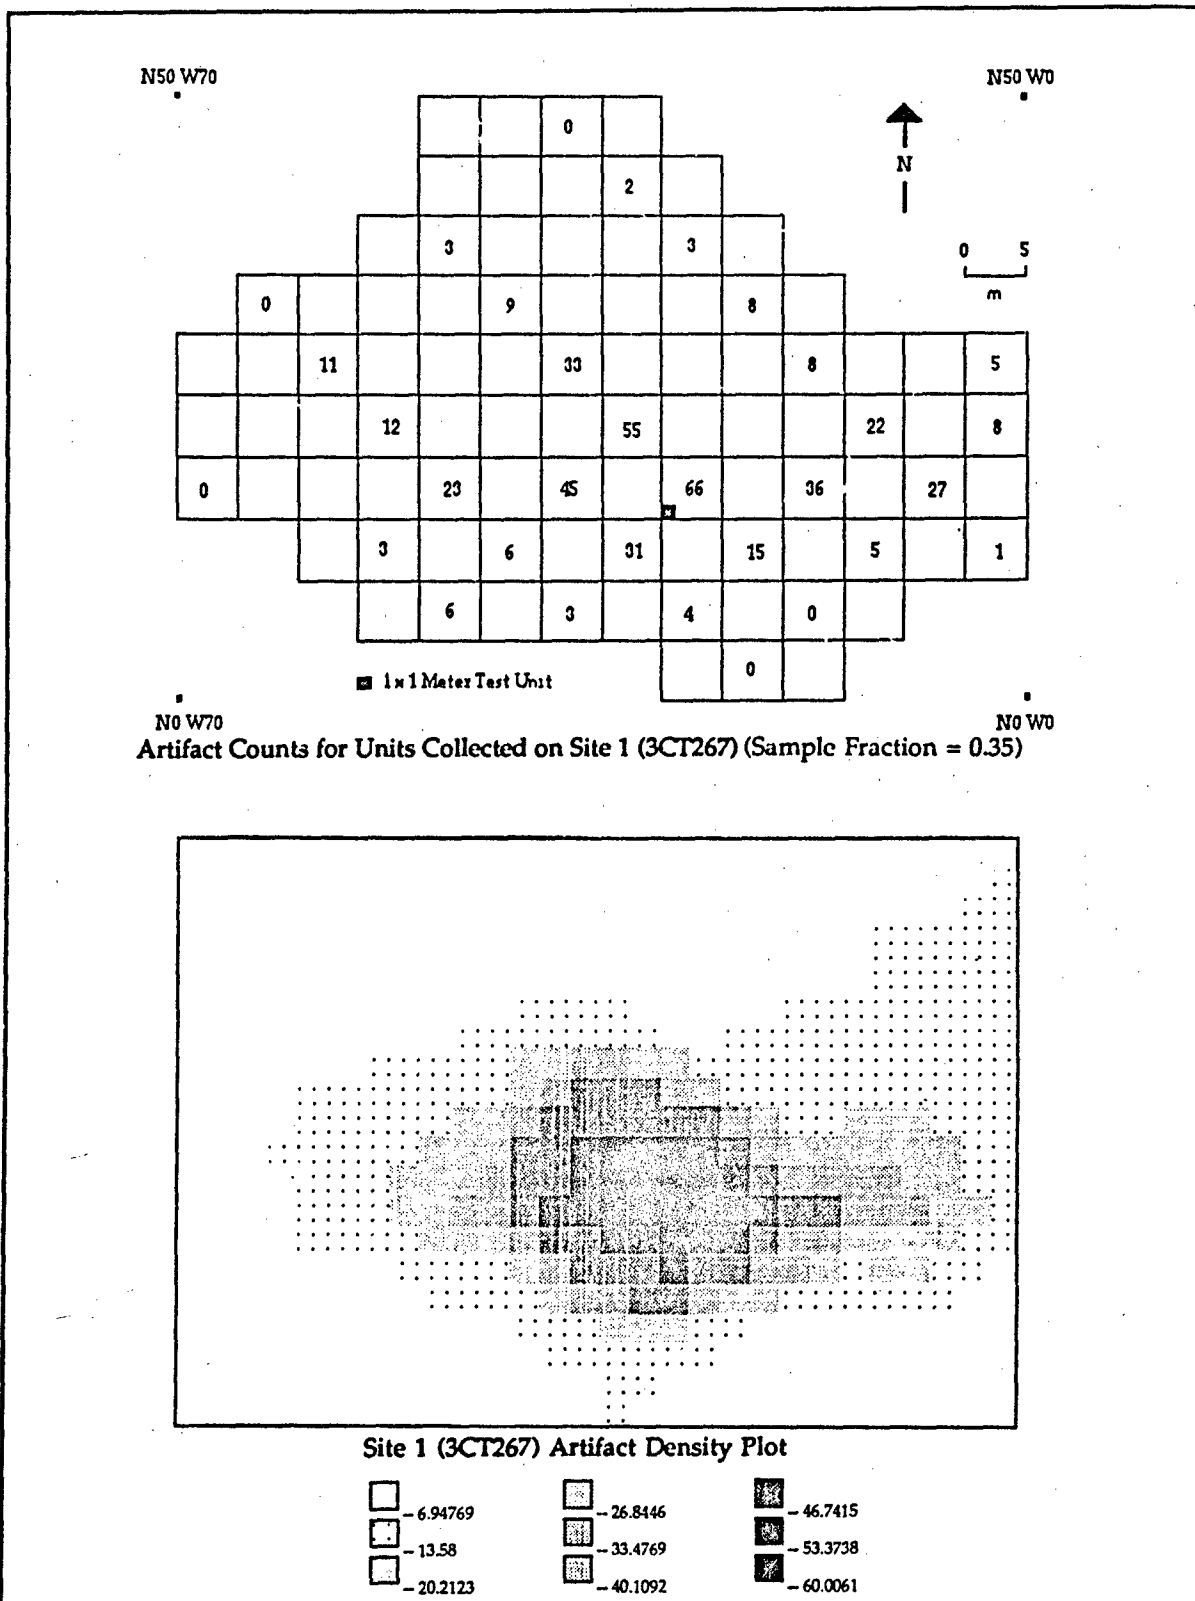 N50 W70 N50 W0
0
N
2
3 3
0 5
m
0 9 8
11 33 8 5
12 55 22 8
0 23 45 66 36 27
3 6 31 15 5 1
6 3 4 0
0
1 x 1 Meter Test Unit
N0 W70 N0 W0
Artifact Counts for Units Collected on Site 1 (3CT267) (Sample Fraction = 0.35)
Site 1 (3CT267) Artifact Density Plot
– 6.94769 – 26.8446 – 46.7415
– 13.58 – 33.4769 – 53.3738
– 20.2123 – 40.1092 – 60.0061